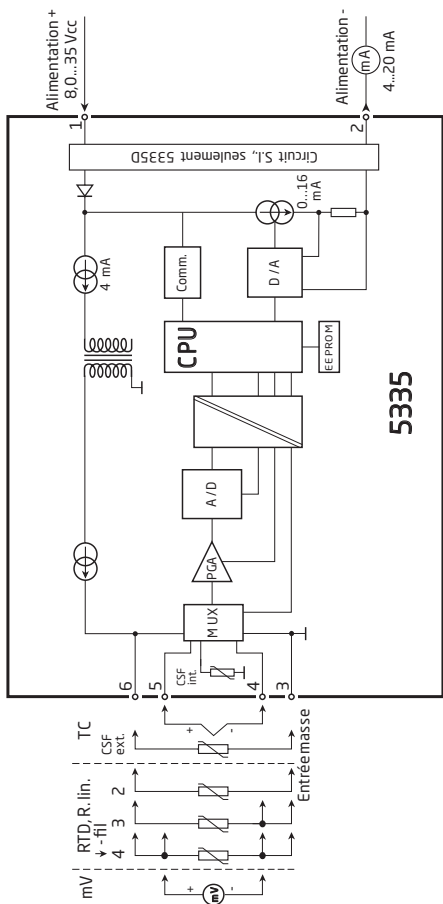 Alimentation +
8,0...35 Vcc
Alimentation -
mA
4...20 mA
1
2
Circuit S.I., seulement 5335D
4 mA
0...16
mA
Comm.
D/A
CPU
EEPROM
A/D
PGA
MUX
CSF
int.
5335
6
5
4
3
TC
CSF
ext.
+
-
Entrée masse
RTD, R. lin.
-fil
2
3
4
mV
+
mV
-